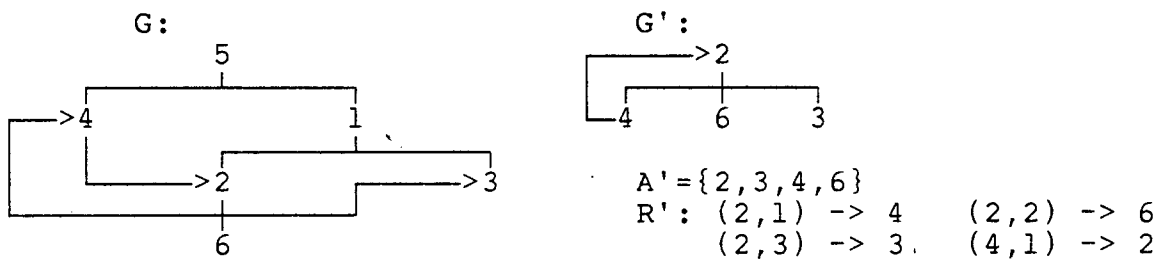 G: G':
5 >2
>4 1 4 6 3
>2 >3 A'={2,3,4,6}
R': (2,1) -> 4 (2,2) -> 6
6 (2,3) -> 3. (4,1) -> 2